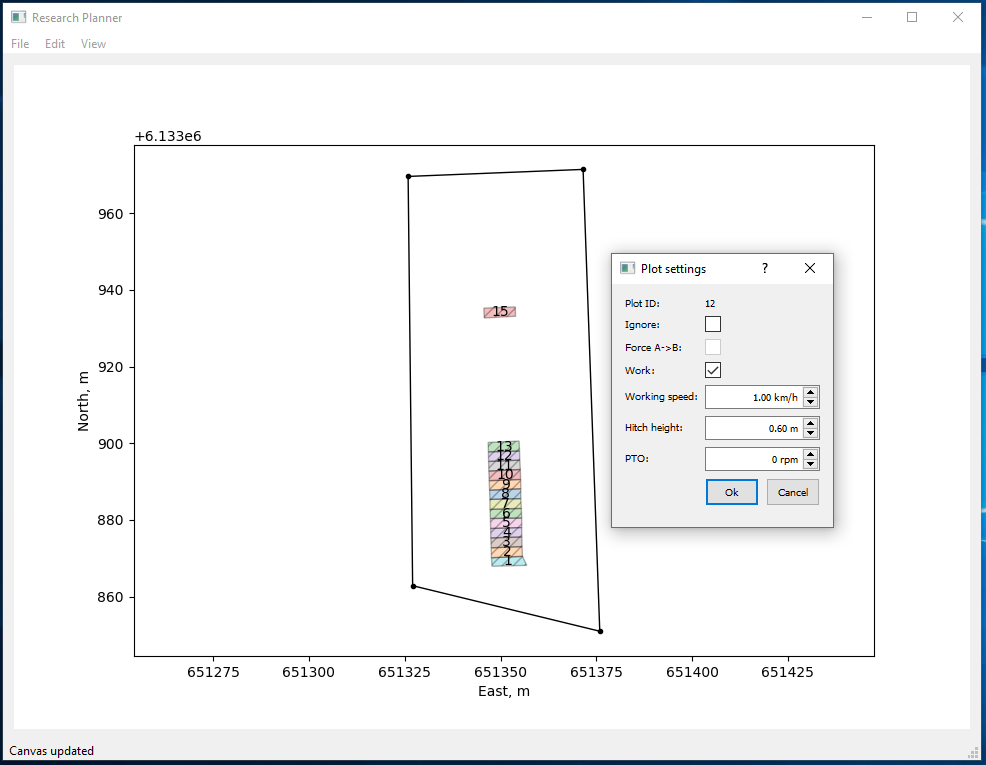 Research Planner
File Edit View
+6.133e6
960
940
920
900
880
860
North, m
651275 651300 651325 651350 651375 651400 651425
East, m
15
13
12
11
10
9
8
7
6
5
4
3
2
1
Plot settings ?
Plot ID: 12
Ignore:
Force A->B:
Work:
Working speed: 1.00 km/h
Hitch height: 0.60 m
PTO: 0 rpm
Ok Cancel
Canvas updated